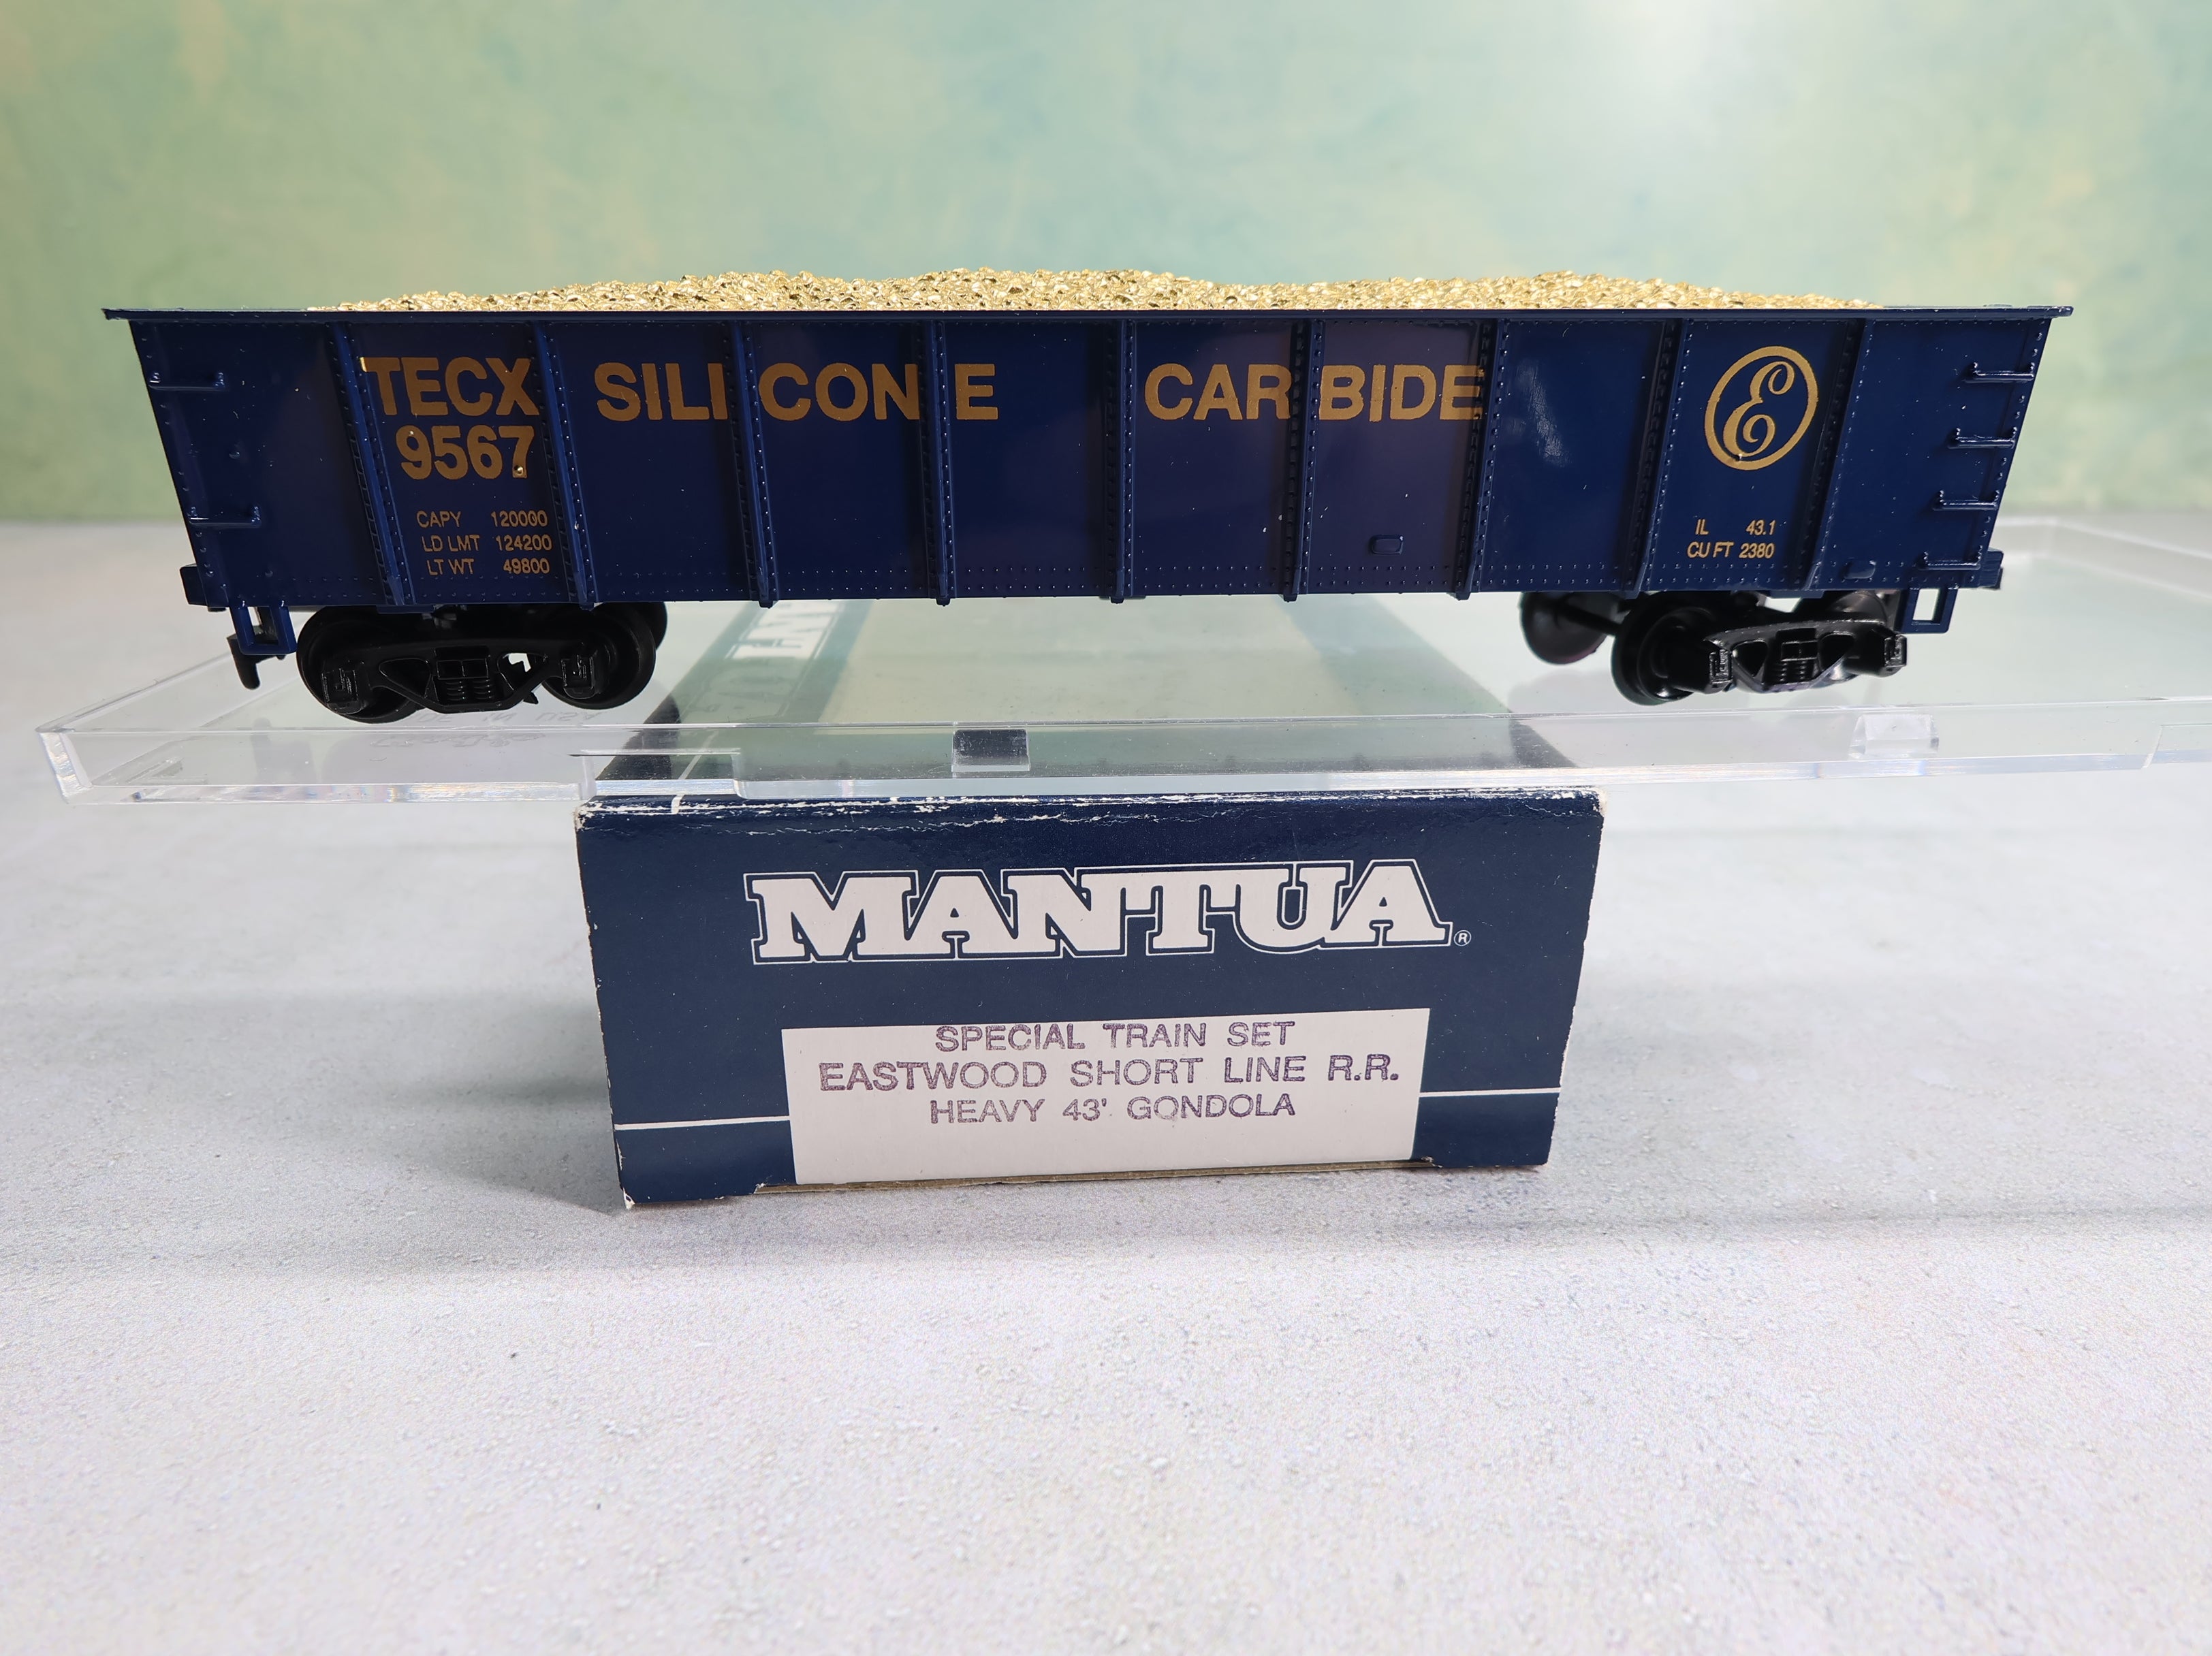 TECX SILICONE CARBIDE
9567
E
CAPY 120000
LD LMT 124200
LT WT 49800
IL 43.1
CU FT 2380
MANTUA®
SPECIAL TRAIN SET
EASTWOOD SHORT LINE R.R.
HEAVY 43' GONDOLA